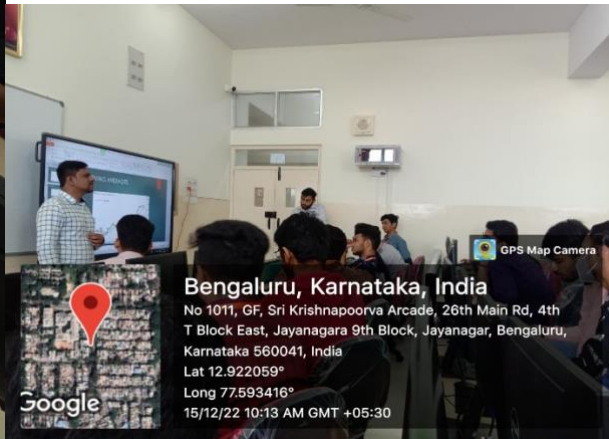 GPS Map Camera
Bengaluru, Karnataka, India
No 1011, GF, Sri Krishnapoorva Arcade, 26th Main Rd, 4th
T Block East, Jayanagara 9th Block, Jayanagar, Bengaluru,
Karnataka 560041, India
Lat 12.922059°
Long 77.593416°
15/12/22 10:13 AM GMT +05:30
Google